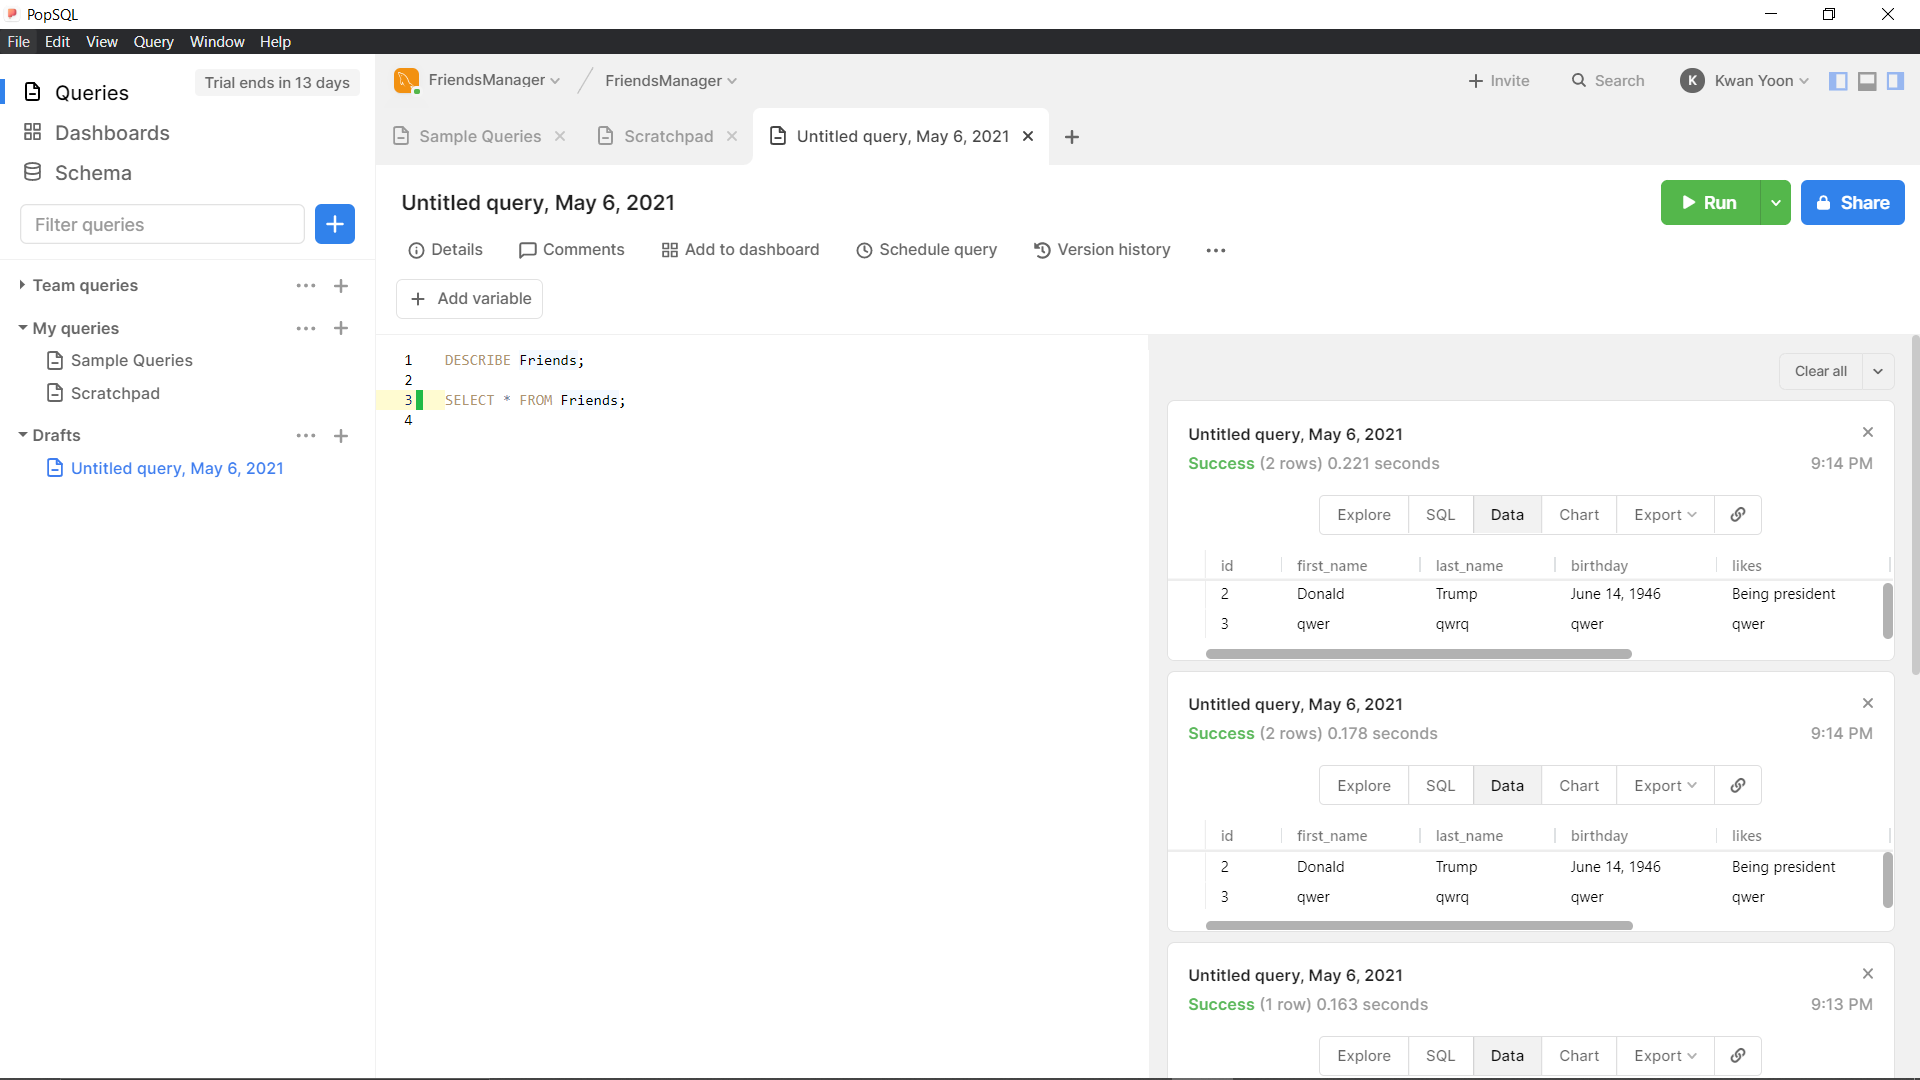 PopSQL
File Edit View Query Window Help
Queries
Trial ends in 13 days
Dashboards
Schema
Filter queries
Team queries
My queries
Sample Queries
Scratchpad
Drafts
Untitled query, May 6, 2021
FriendsManager FriendsManager
Invite Search K Kwan Yoon
Sample Queries Scratchpad Untitled query, May 6, 2021
Untitled query, May 6, 2021
Run Share
Details Comments Add to dashboard Schedule query Version history
Add variable
1 DESCRIBE Friends;
2
3 SELECT * FROM Friends;
4
Clear all
Untitled query, May 6, 2021
Success (2 rows) 0.221 seconds 9:14 PM
Explore SQL Data Chart Export
id first_name last_name birthday likes
2 Donald Trump June 14, 1946 Being president
3 qwer qwrq qwer qwer
Untitled query, May 6, 2021
Success (2 rows) 0.178 seconds 9:14 PM
Explore SQL Data Chart Export
id first_name last_name birthday likes
2 Donald Trump June 14, 1946 Being president
3 qwer qwrq qwer qwer
Untitled query, May 6, 2021
Success (1 row) 0.163 seconds 9:13 PM
Explore SQL Data Chart Export